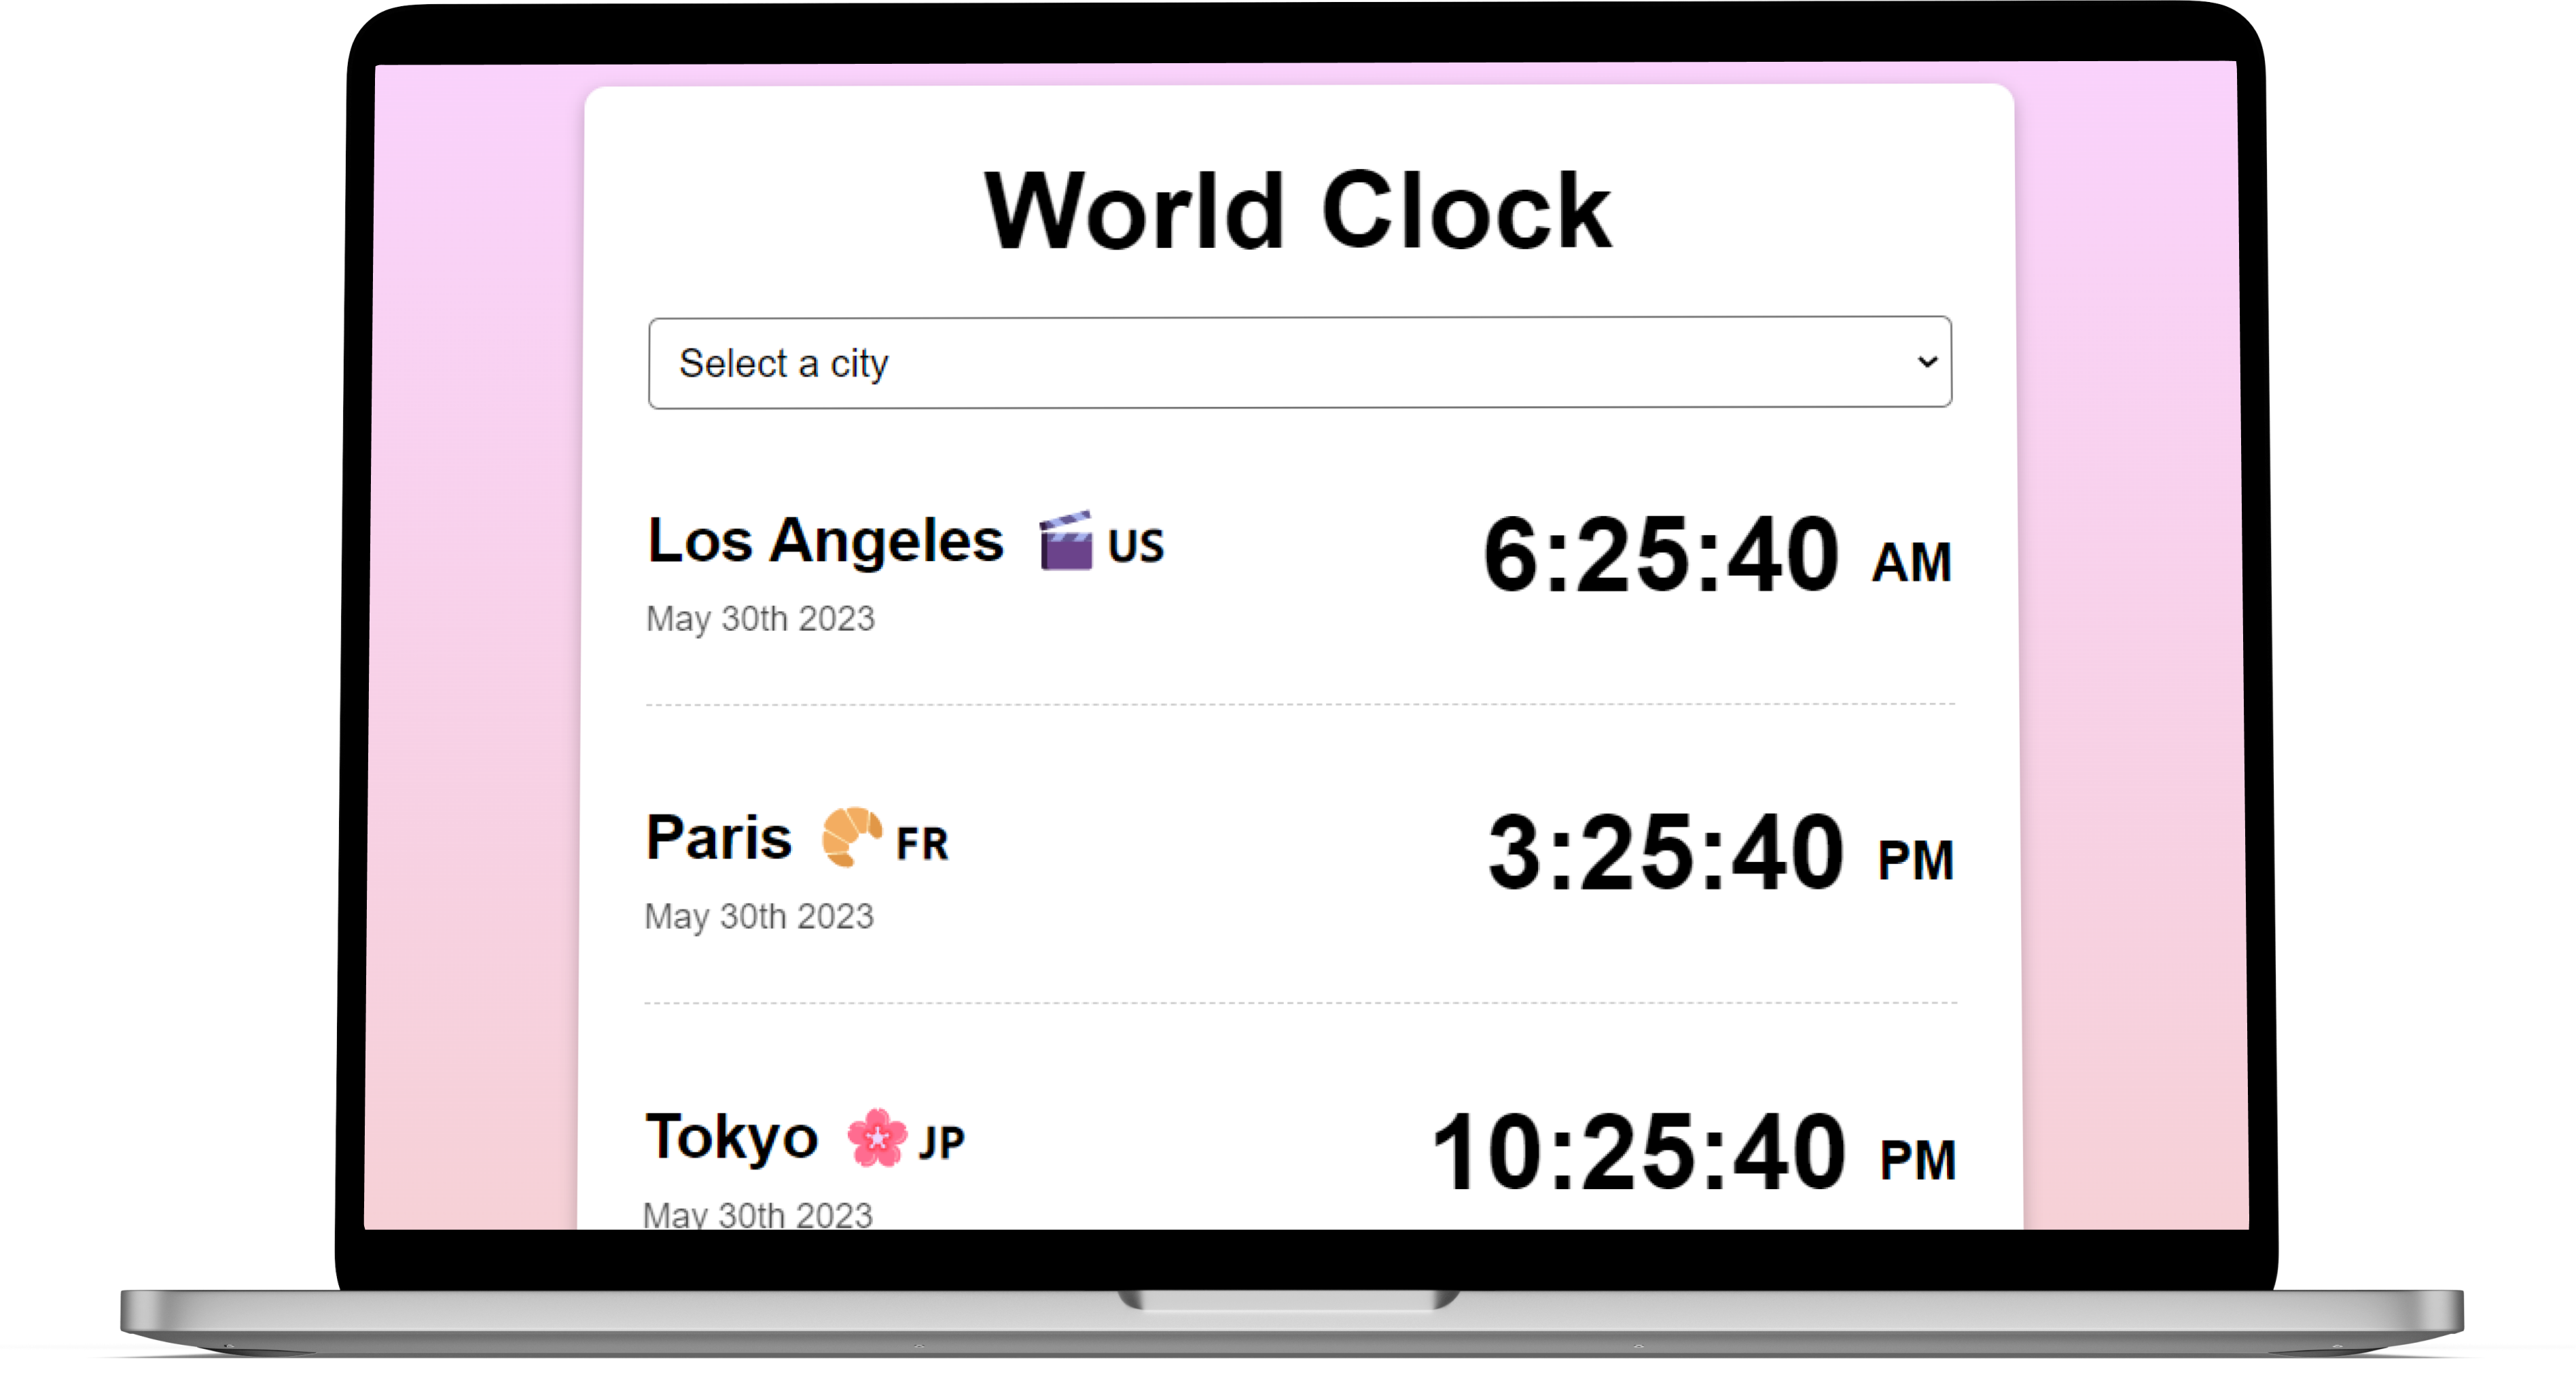 World Clock
Select a city
Los Angeles 🎬 US 6:25:40 AM
May 30th 2023
Paris 🥐 FR 3:25:40 PM
May 30th 2023
Tokyo 🌸 JP 10:25:40 PM
May 30th 2023